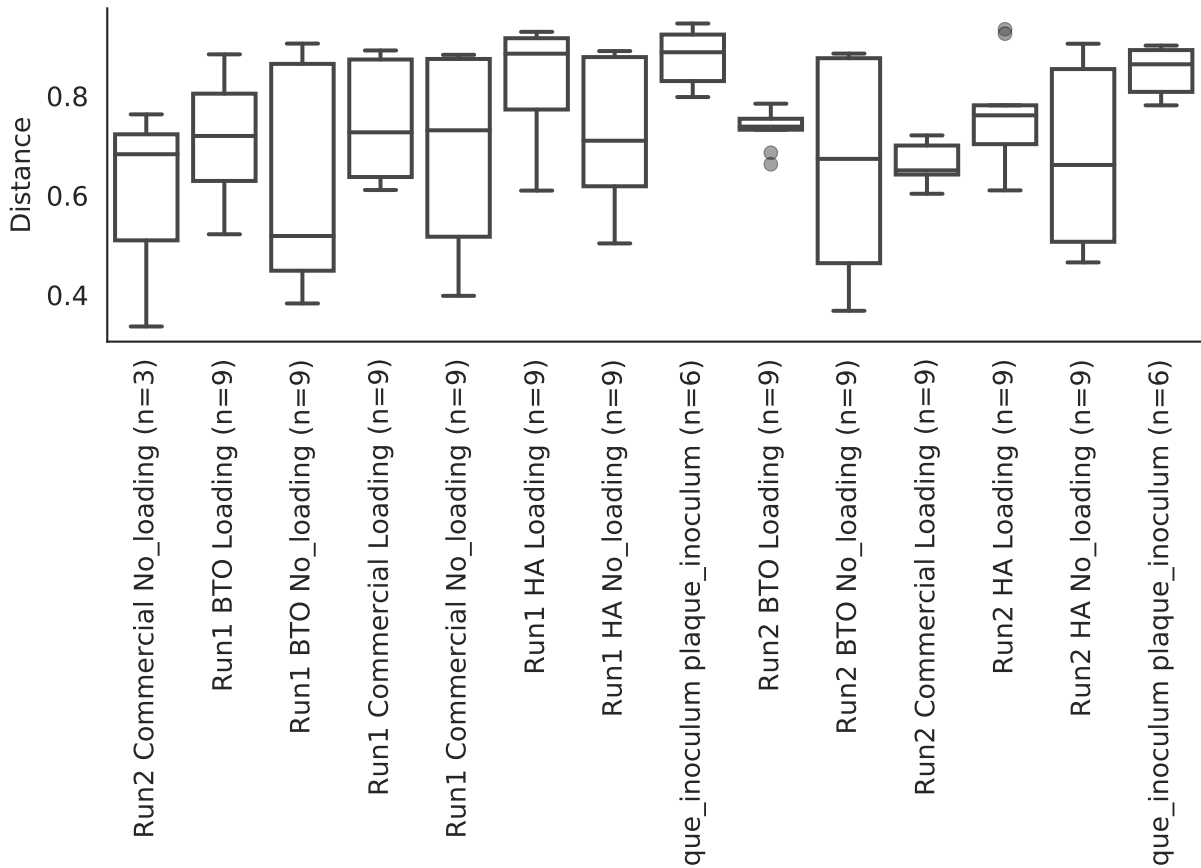 Distance
0.8
0.6
0.4
Run2 Commercial No_loading (n=3)
Run1 BTO Loading (n=9)
Run1 BTO No_loading (n=9)
Run1 Commercial Loading (n=9)
Run1 Commercial No_loading (n=9)
Run1 HA Loading (n=9)
Run1 HA No_loading (n=9)
que_inoculum plaque_inoculum (n=6)
Run2 BTO Loading (n=9)
Run2 BTO No_loading (n=9)
Run2 Commercial Loading (n=9)
Run2 HA Loading (n=9)
Run2 HA No_loading (n=9)
que_inoculum plaque_inoculum (n=6)